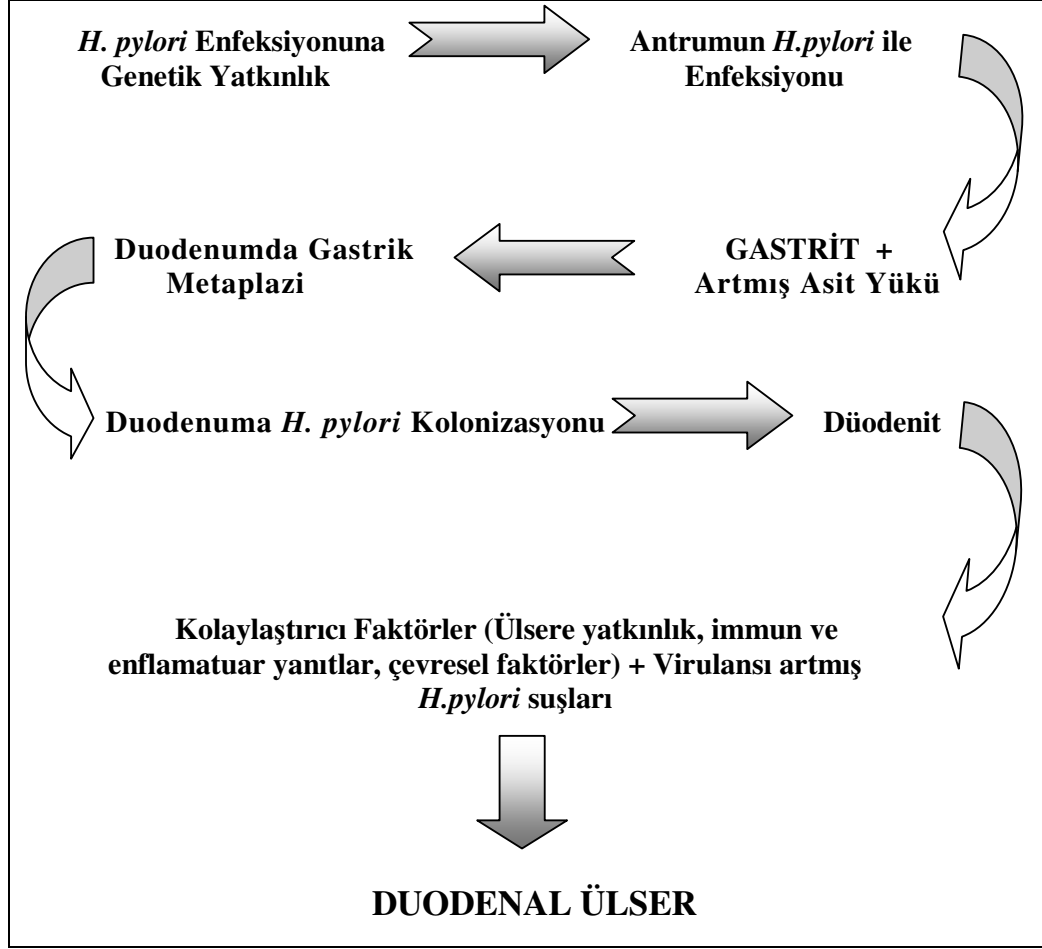 H. pylori Enfeksiyonuna
Genetik Yatkınlık
Antrumun H.pylori ile
Enfeksiyonu
GASTRİT +
Artmış Asit Yükü
Duodenumda Gastrik
Metaplazi
Duodenuma H. pylori Kolonizasyonu
Düodenit
Kolaylaştırıcı Faktörler (Ülsere yatkınlık, immun ve
enflamatuar yanıtlar, çevresel faktörler) + Virulansı artmış
H.pylori suşları
DUODENAL ÜLSER